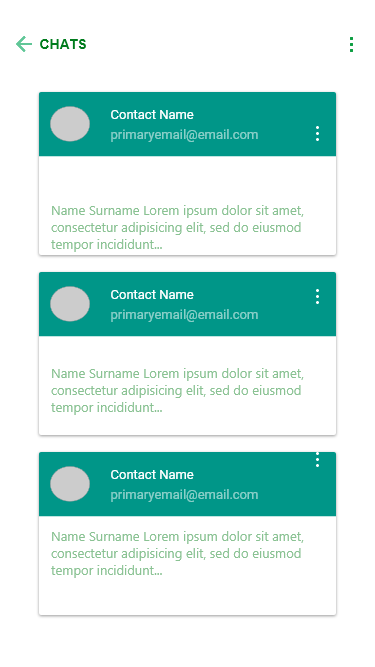 CHATS
Contact Name
primaryemail@email.com
Name Surname Lorem ipsum dolor sit amet,
consectetur adipisicing elit, sed do eiusmod
tempor incididunt...
Contact Name
primaryemail@email.com
Name Surname Lorem ipsum dolor sit amet,
consectetur adipisicing elit, sed do eiusmod
tempor incididunt...
Contact Name
primaryemail@email.com
Name Surname Lorem ipsum dolor sit amet,
consectetur adipisicing elit, sed do eiusmod
tempor incididunt...